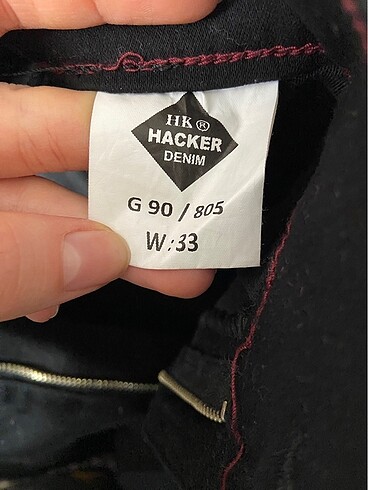 HK ®
HACKER
DENIM
G 90 / 805
W:33